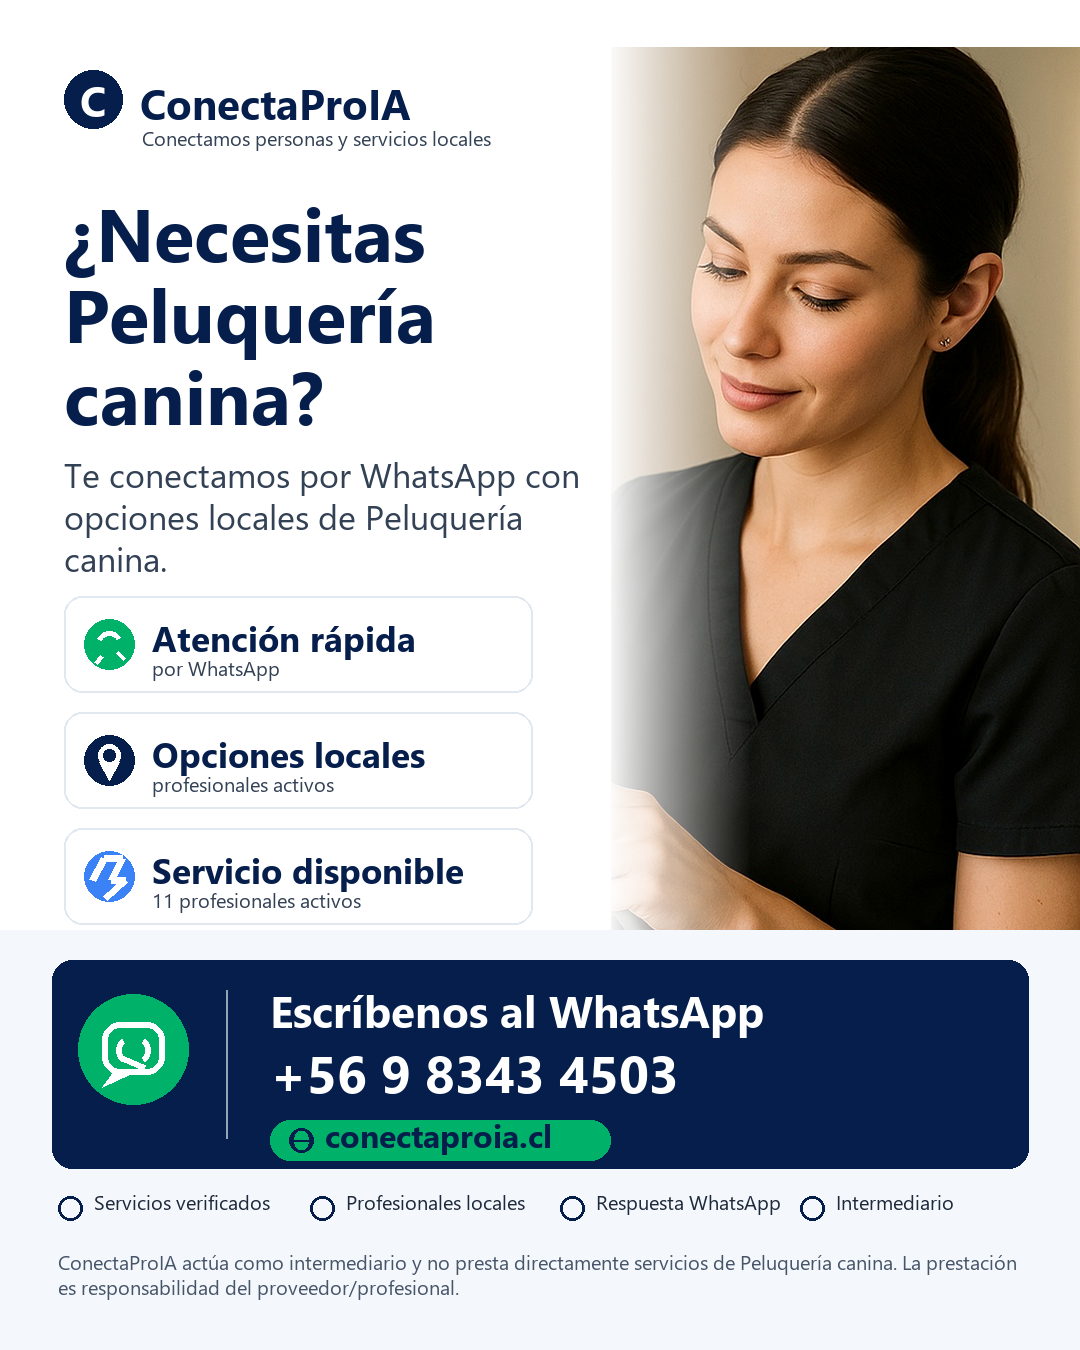 C ConectaProIA
Conectamos personas y servicios locales
¿Necesitas
Peluquería
canina?
Te conectamos por WhatsApp con
opciones locales de Peluquería
canina.
Atención rápida
por WhatsApp
Opciones locales
profesionales activos
Servicio disponible
11 profesionales activos
Escríbenos al WhatsApp
+56 9 8343 4503
conectaproia.cl
Servicios verificados Profesionales locales Respuesta WhatsApp Intermediario
ConectaProIA actúa como intermediario y no presta directamente servicios de Peluquería canina. La prestación
es responsabilidad del proveedor/profesional.